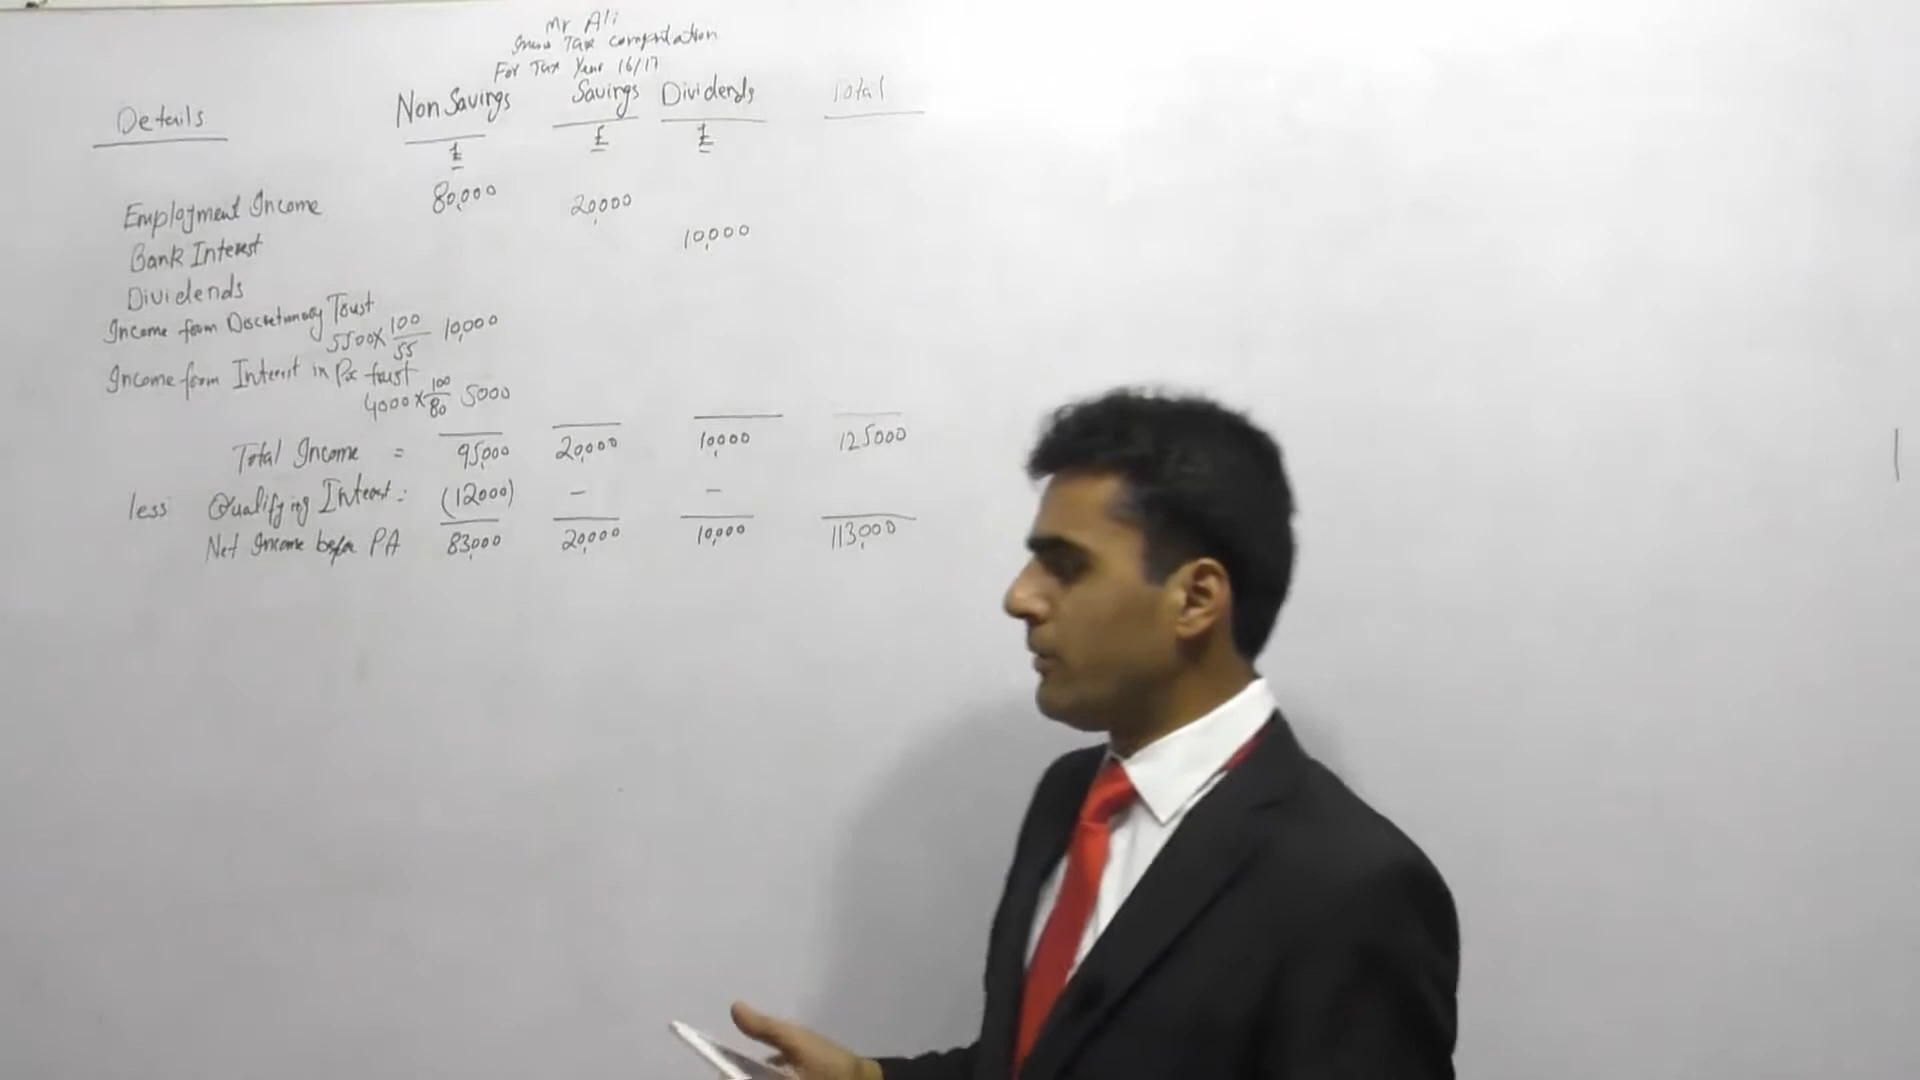 Mr Ali
Tax computation
For Tax Year 16/17
Details Non Savings Savings Dividends Total
£ £ £
Employment Income 80,000
Bank Interest 20,000
Dividends 10,000
Income from Discretionary Trust
5500 x 100/55 10,000
Income from Interest in trust
4000 x 100/80 5000
Total Income = 95,000 20,000 10,000 125000
less Qualifying Interest: (12000) - -
Net Income before PA 83,000 20,000 10,000 113,000